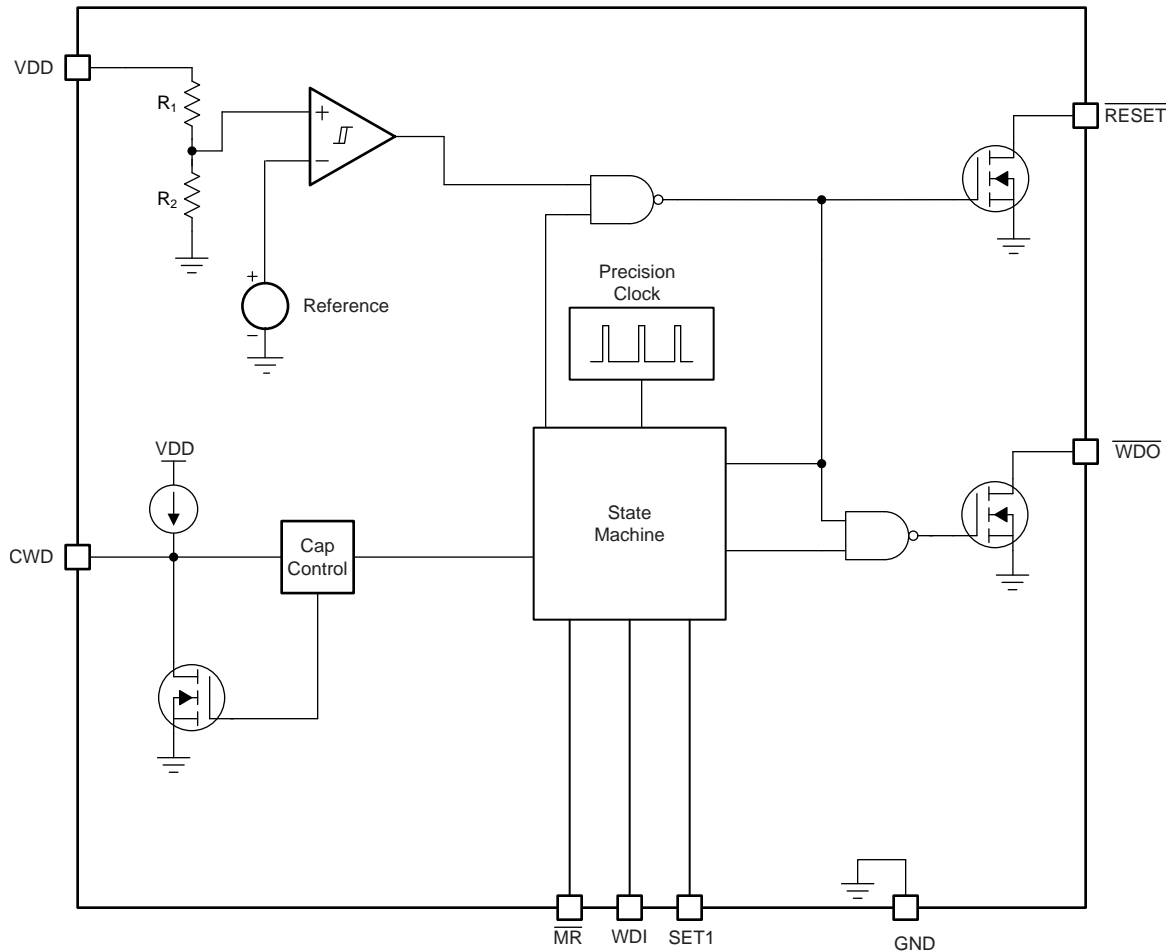 VDD
R1
R2
+
−
+
−
Reference
RESET
Precision
Clock
VDD
CWD
Cap
Control
State
Machine
WDO
MR
WDI
SET1
GND